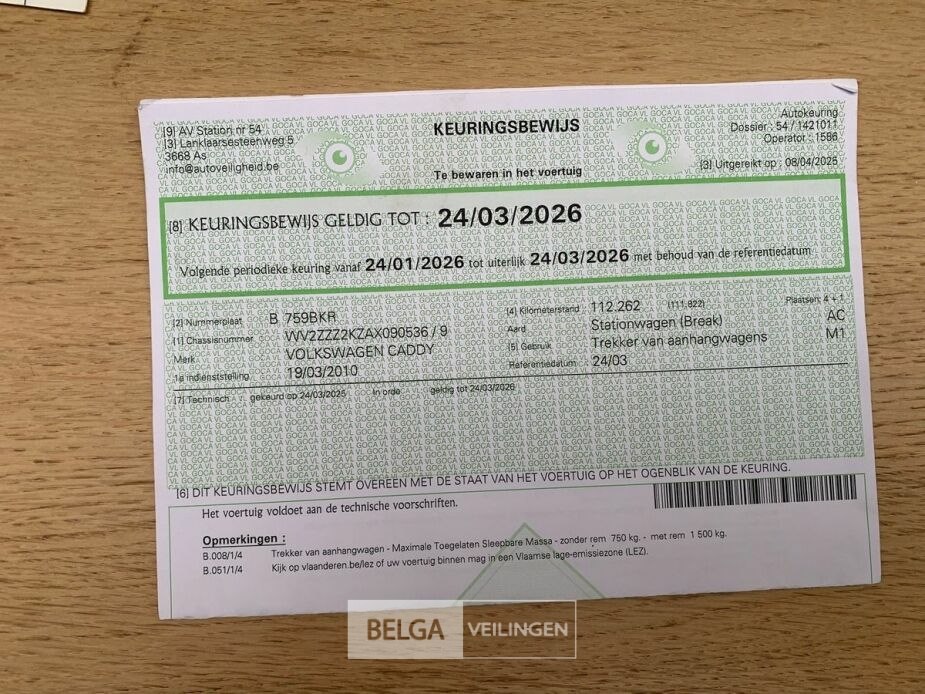 [9] AV Station nr 54
[3] Lanklaarsesteenweg 5
3668 As
info@autoveiligheid.be
KEURINGSBEWIJS
Te bewaren in het voertuig
Autokeuring
Dossier : 54 / 1421011
Operator : 1586
[3] Uitgereikt op : 08/04/2025
[8] KEURINGSBEWIJS GELDIG TOT : 24/03/2026
Volgende periodieke keuring vanaf 24/01/2026 tot uiterlijk 24/03/2026 met behoud van de referentiedatum
[2] Nummerplaat B 759BKR
[1] Chassisnummer WV2ZZZ2KZAX090536 / 9
Merk VOLKSWAGEN CADDY
1e indienststelling 19/03/2010
[4] Kilometerstand 112.262 (111,822) Plaatsen: 4 + 1
Aard Stationwagen (Break) AC
[5] Gebruik Trekker van aanhangwagens M1
Referentiedatum 24/03
[7] Technisch gekeurd op 24/03/2025 in orde geldig tot 24/03/2026
[6] DIT KEURINGSBEWIJS STEMT OVEREEN MET DE STAAT VAN HET VOERTUIG OP HET OGENBLIK VAN DE KEURING.
Het voertuig voldoet aan de technische voorschriften.
Opmerkingen :
B.008/1/4 Trekker van aanhangwagen - Maximale Toegelaten Sleepbare Massa - zonder rem 750 kg. - met rem 1 500 kg.
B.051/1/4 Kijk op vlaanderen.be/lez of uw voertuig binnen mag in een Vlaamse lage-emissiezone (LEZ).
BELGA VEILINGEN